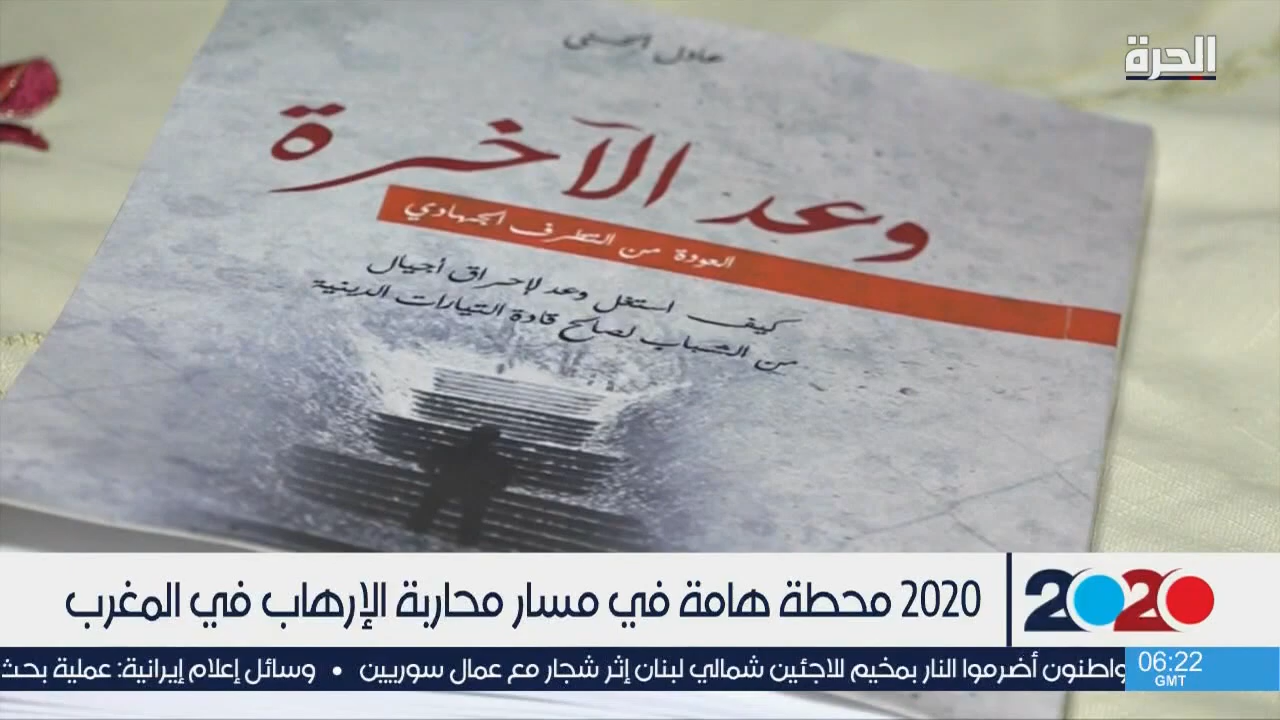 الحرة
عادل الحسني
وعد الآخرة
العودة من التطرف الجهادي
كيف استغل وعد لإحراق أجيال
من الشباب لصالح قادة التيارات الدينية
2020
2020 محطة هامة في مسار محاربة الإرهاب في المغرب
06:22
GMT
واطنون أضرموا النار بمخيم للاجئين شمالي لبنان إثر شجار مع عمال سوريين • وسائل إعلام إيرانية: عملية بحث